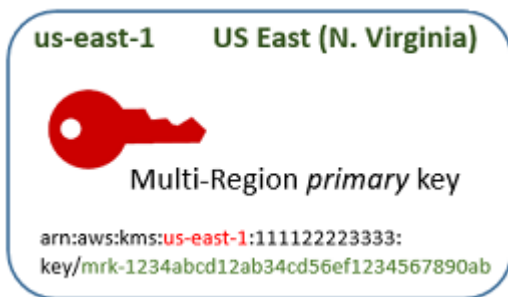 us-east-1 US East (N. Virginia)
Multi-Region primary key
arn:aws:kms:us-east-1:111122223333:
key/mrk-1234abcd12ab34cd56ef1234567890ab